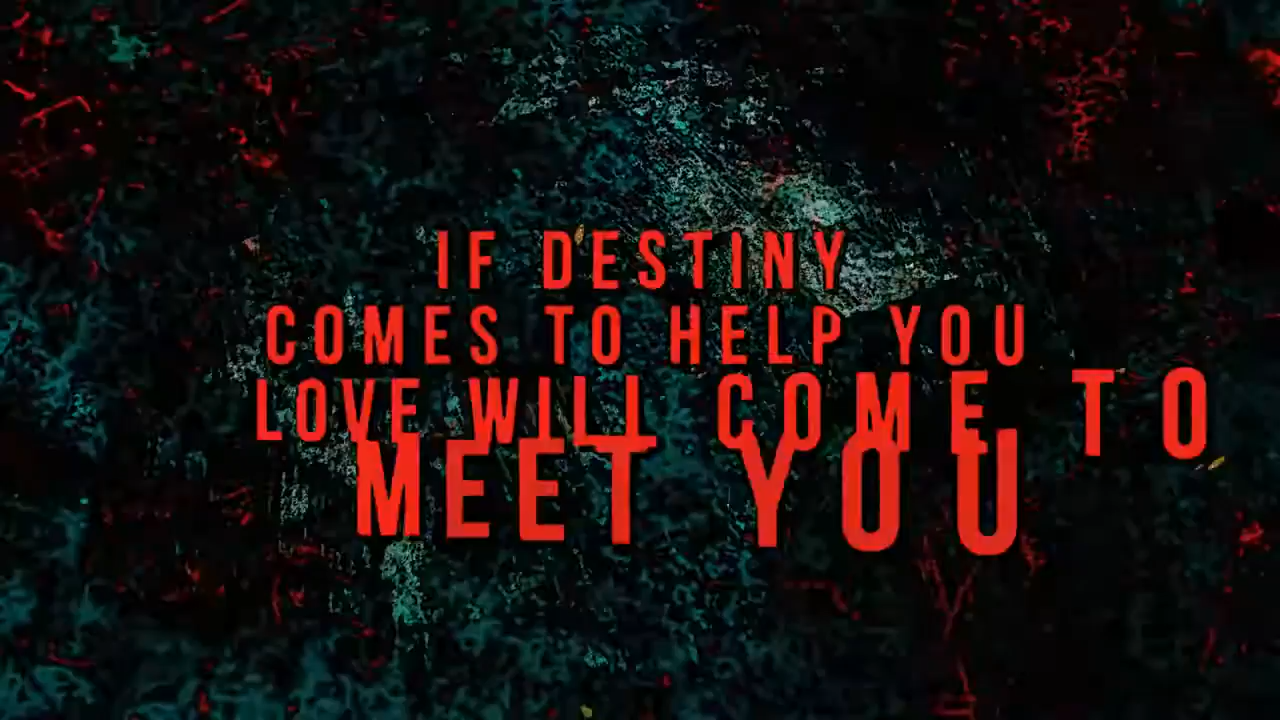 IF DESTINY
COMES TO HELP YOU
LOVE WILL COME TO
MEET YOU